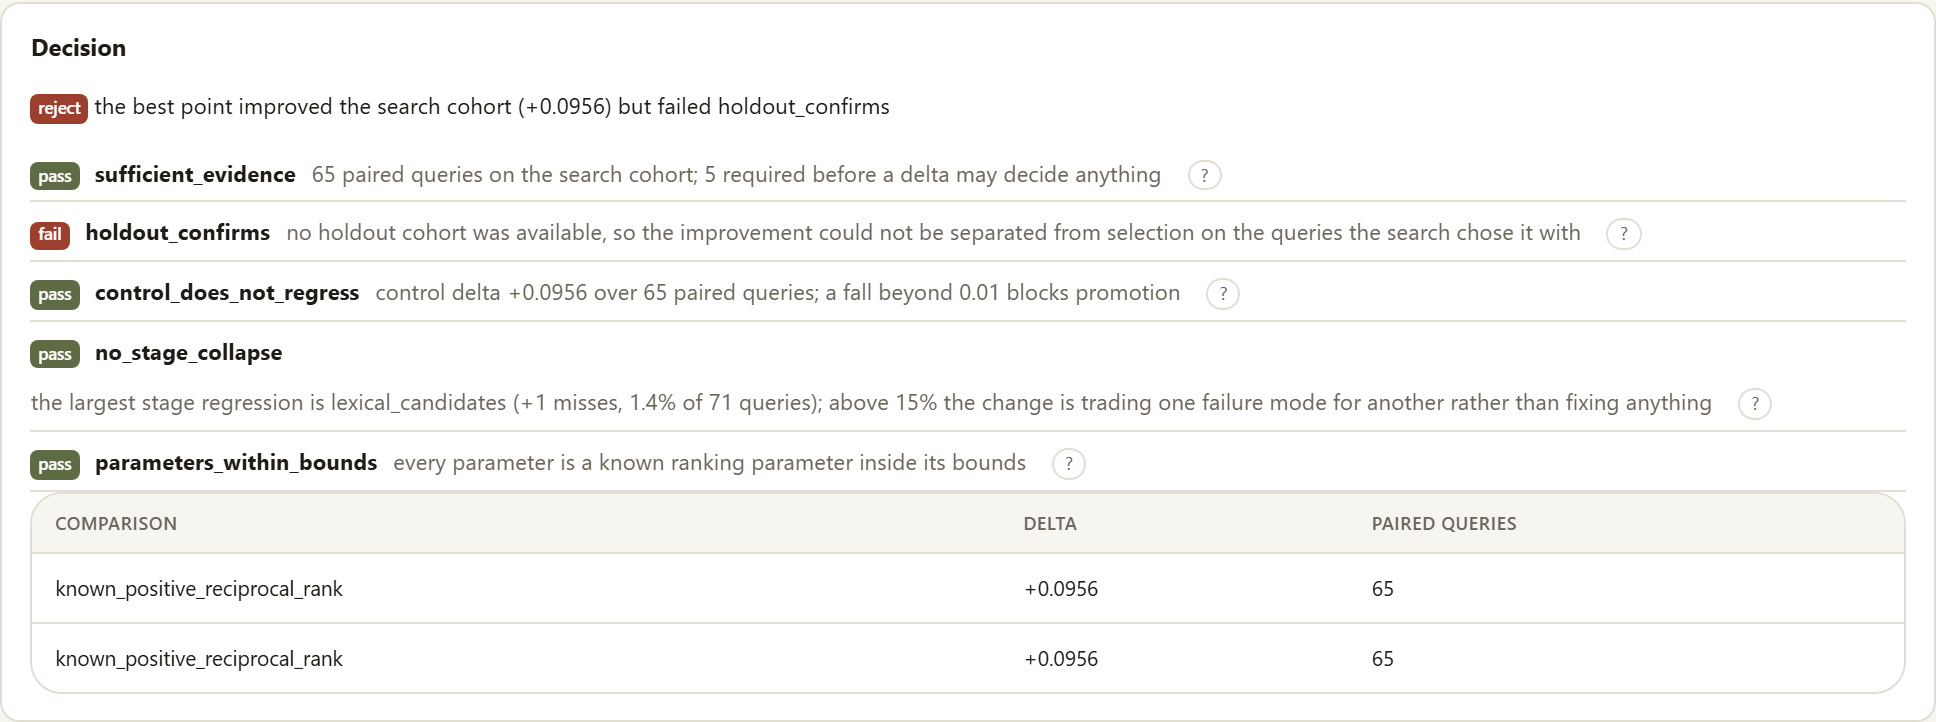 Decision
reject the best point improved the search cohort (+0.0956) but failed holdout_confirms
pass sufficient_evidence 65 paired queries on the search cohort; 5 required before a delta may decide anything ?
fail holdout_confirms no holdout cohort was available, so the improvement could not be separated from selection on the queries the search chose it with ?
pass control_does_not_regress control delta +0.0956 over 65 paired queries; a fall beyond 0.01 blocks promotion ?
pass no_stage_collapse
the largest stage regression is lexical_candidates (+1 misses, 1.4% of 71 queries); above 15% the change is trading one failure mode for another rather than fixing anything ?
pass parameters_within_bounds every parameter is a known ranking parameter inside its bounds ?
COMPARISON DELTA PAIRED QUERIES
known_positive_reciprocal_rank +0.0956 65
known_positive_reciprocal_rank +0.0956 65